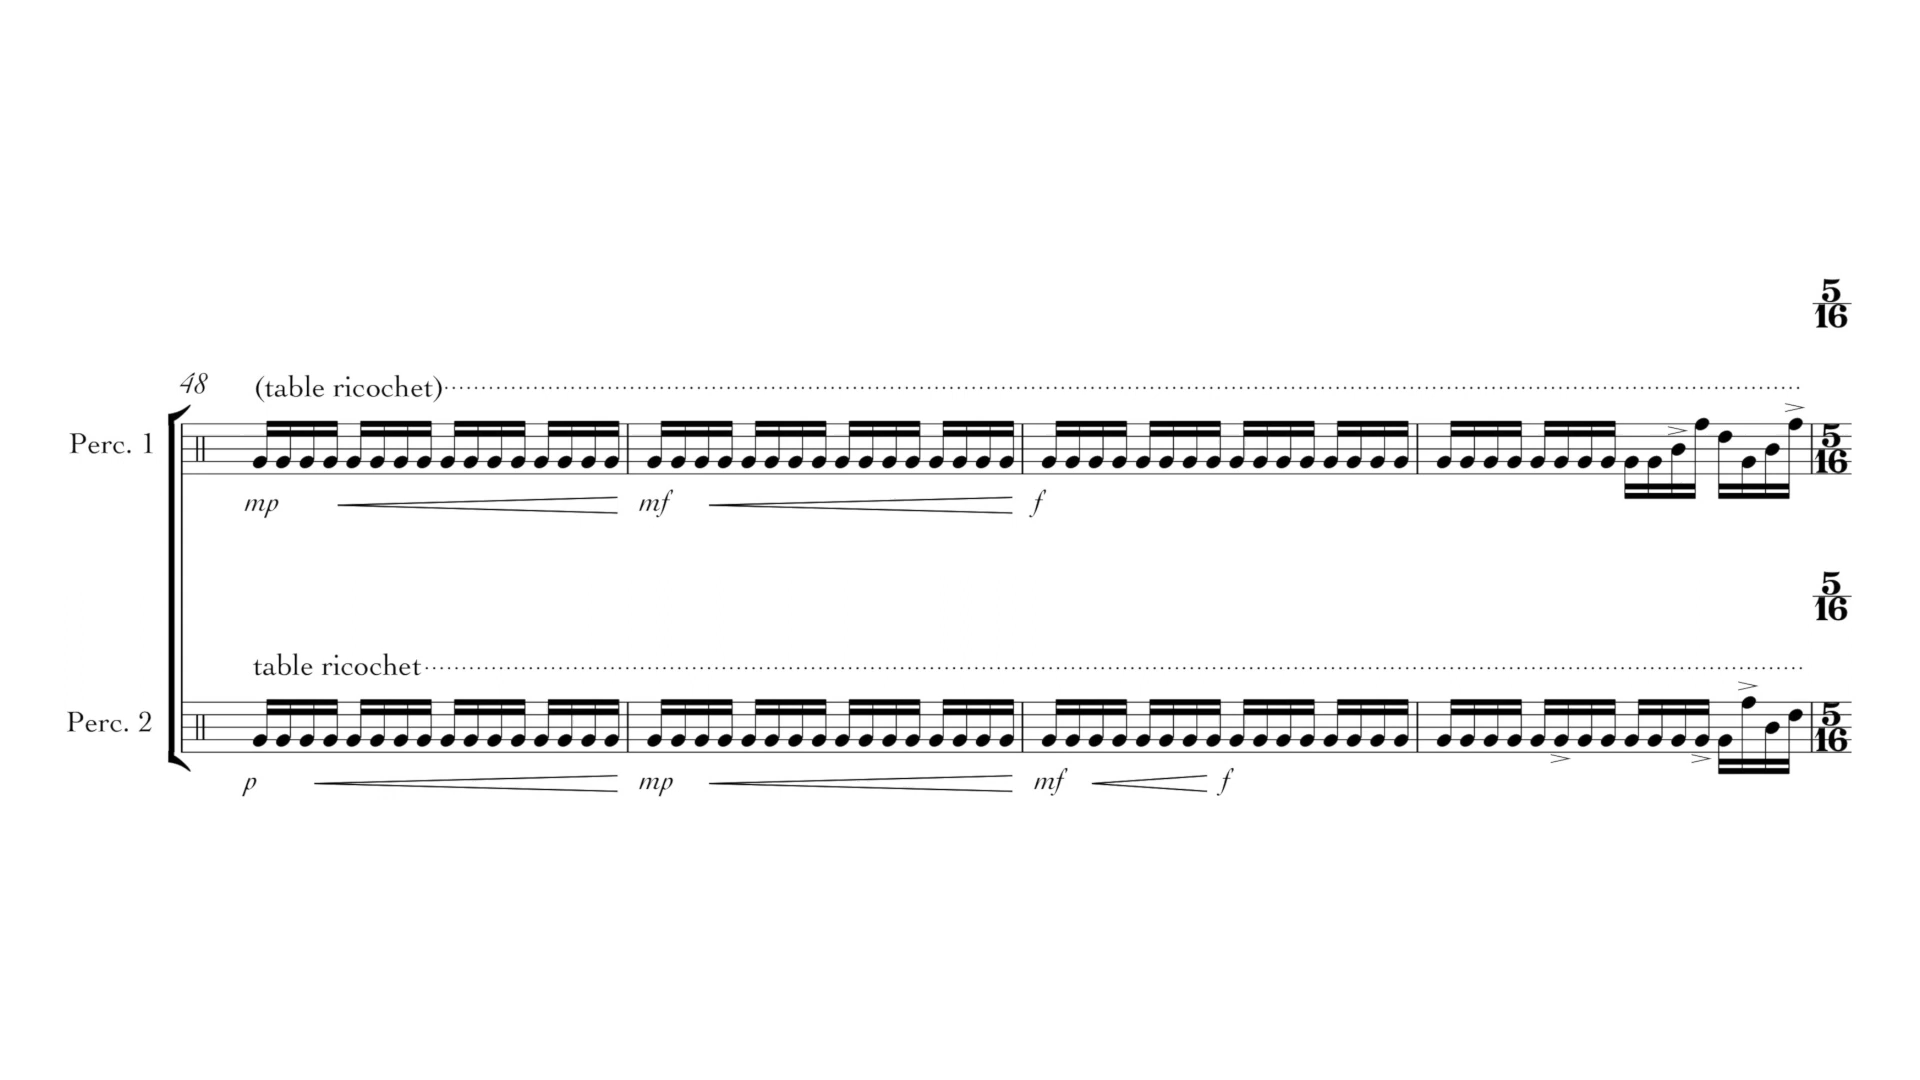 5
16
48 (table ricochet)
Perc. 1 5
16
mp mf f
5
16
table ricochet
Perc. 2 5
16
p mp mf f